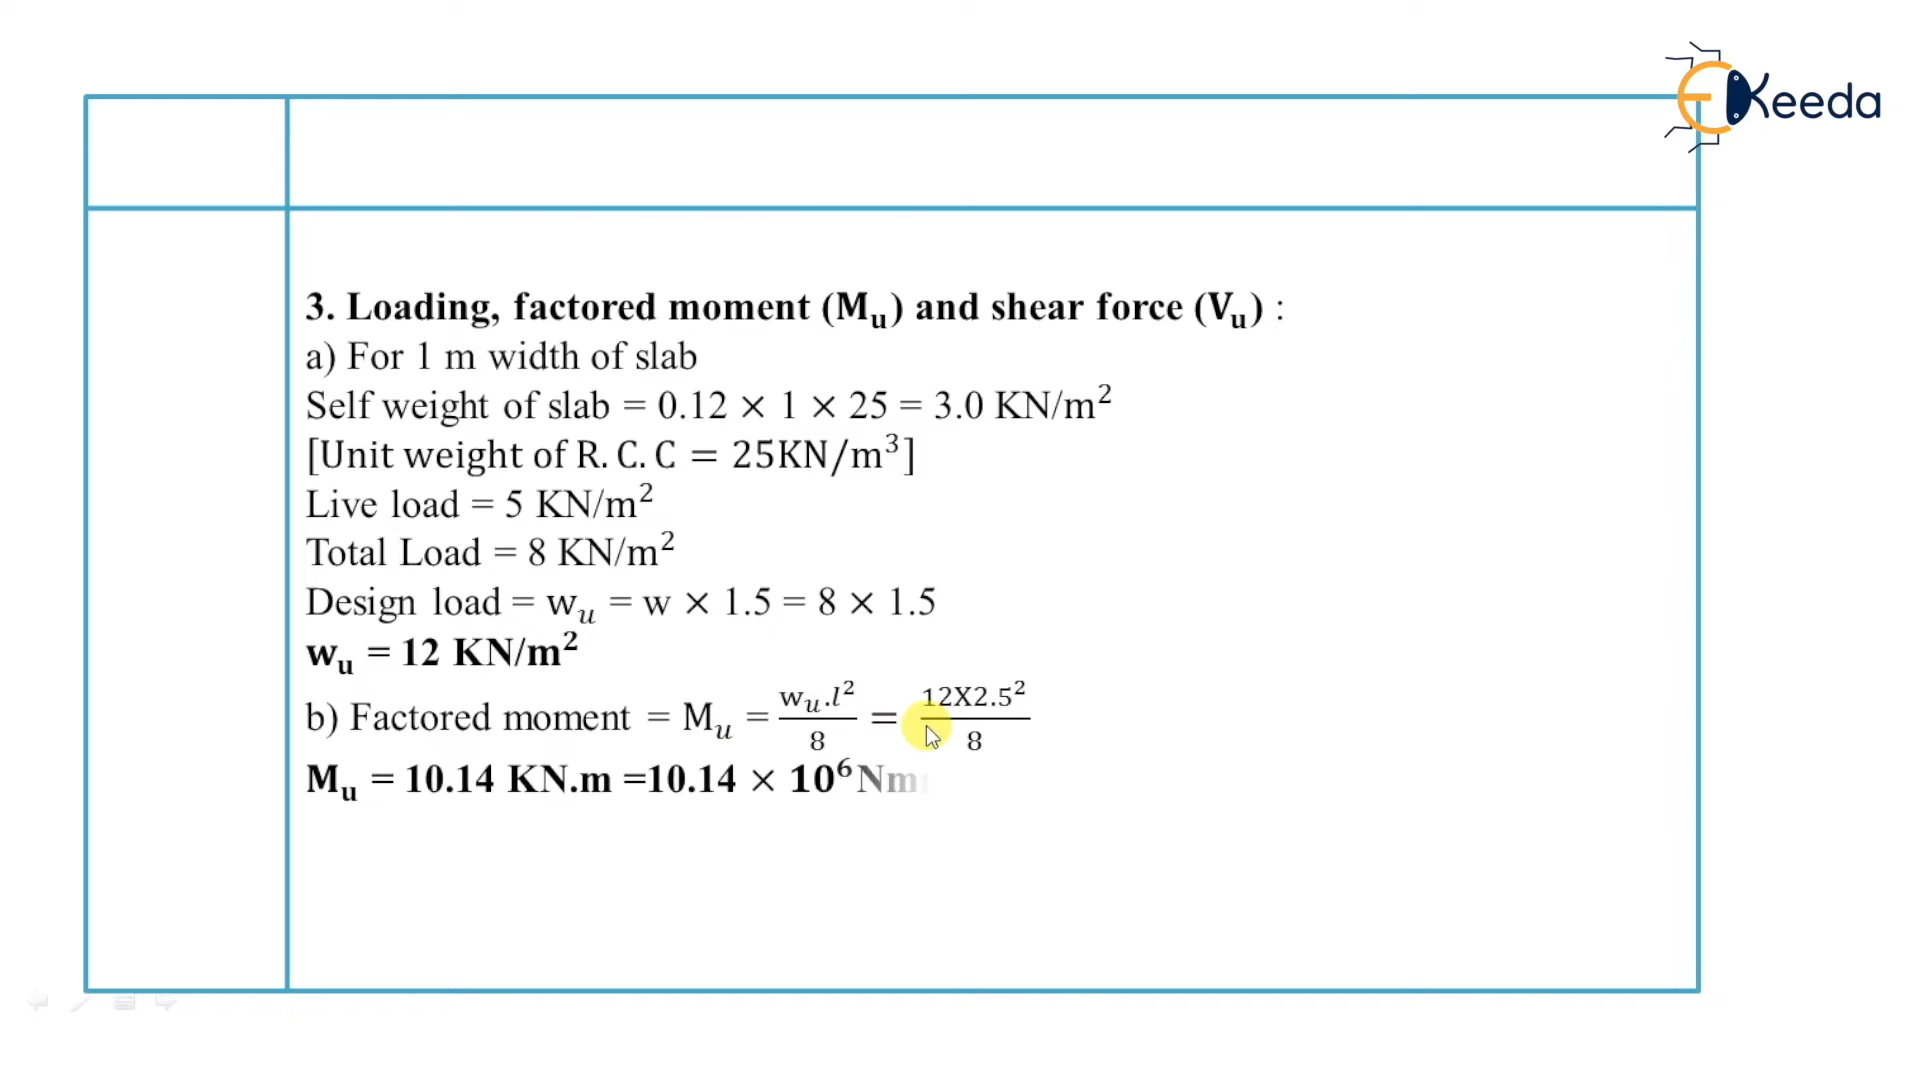 Keeda
3. Loading, factored moment (Mᵤ) and shear force (Vᵤ) :
a) For 1 m width of slab
Self weight of slab = 0.12 × 1 × 25 = 3.0 KN/m²
[Unit weight of R. C. C = 25KN/m³]
Live load = 5 KN/m²
Total Load = 8 KN/m²
Design load = wᵤ = w × 1.5 = 8 × 1.5
wᵤ = 12 KN/m²
b) Factored moment = Mᵤ = wᵤ.l²/8 = 12X2.5²/8
Mᵤ = 10.14 KN.m =10.14 × 10⁶ Nm